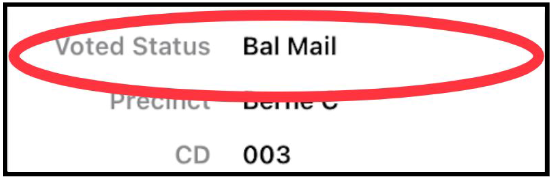 Voted Status Bal Mail
Precinct Berne C
CD 003